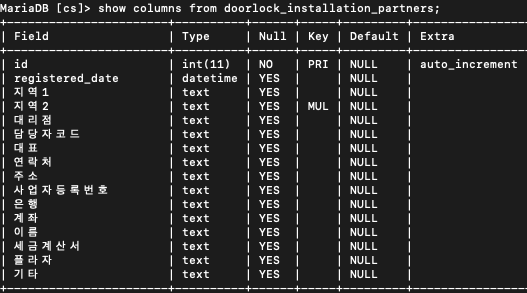 MariaDB [cs]> show columns from doorlock_installation_partners;
+-----------------------+----------+------+-----+---------+----------------+
| Field | Type | Null | Key | Default | Extra
+-----------------------+----------+------+-----+---------+----------------+
| id | int(11) | NO | PRI | NULL | auto_increment
| registered_date | datetime | YES | | NULL |
| 지역1 | text | YES | | NULL |
| 지역2 | text | YES | MUL | NULL |
| 대리점 | text | YES | | NULL |
| 담당자코드 | text | YES | | NULL |
| 대표 | text | YES | | NULL |
| 연락처 | text | YES | | NULL |
| 주소 | text | YES | | NULL |
| 사업자등록번호 | text | YES | | NULL |
| 은행 | text | YES | | NULL |
| 계좌 | text | YES | | NULL |
| 이름 | text | YES | | NULL |
| 세금계산서 | text | YES | | NULL |
| 플라자 | text | YES | | NULL |
| 기타 | text | YES | | NULL |
+-----------------------+----------+------+-----+---------+----------------+